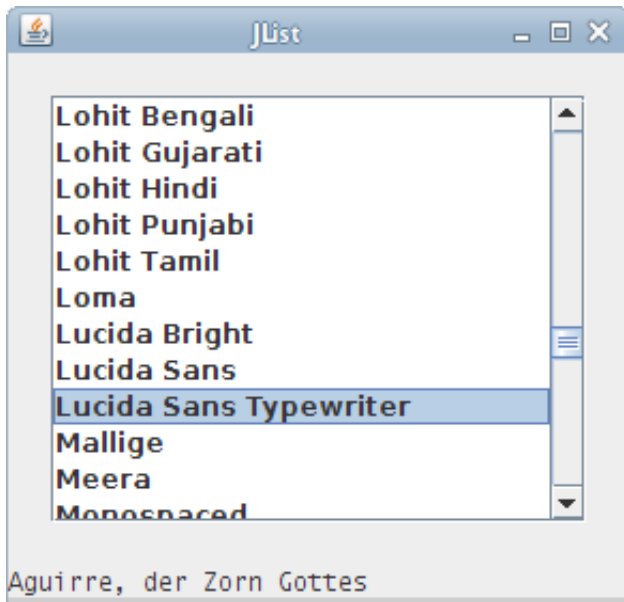 JList
Lohit Bengali
Lohit Gujarati
Lohit Hindi
Lohit Punjabi
Lohit Tamil
Loma
Lucida Bright
Lucida Sans
Lucida Sans Typewriter
Mallige
Meera
Monospaced
Aguirre, der Zorn Gottes